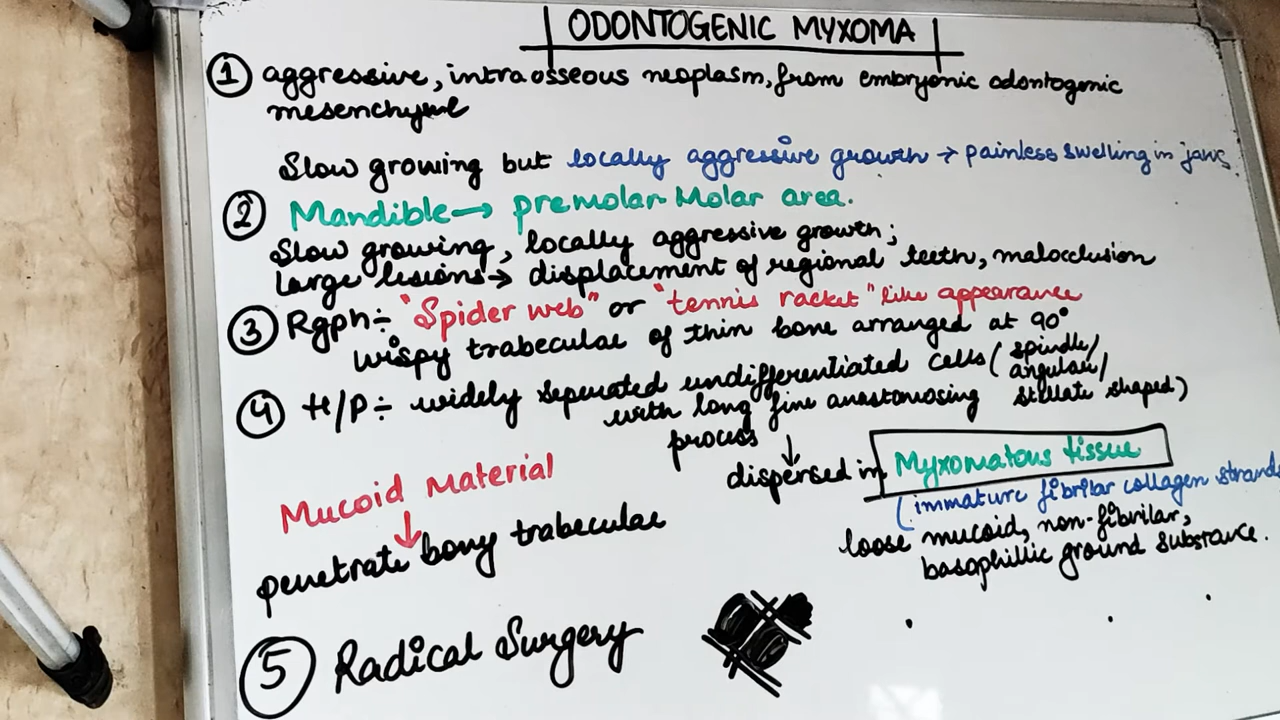 ODONTOGENIC MYXOMA
① aggressive, intraosseous neoplasm, from embryonic odontogenic
mesenchyme
Slow growing but locally aggressive growth → painless swelling in jaws
② Mandible → premolar Molar area.
Slow growing, locally aggressive growth;
large lesions → displacement of regional teeth, malocclusion
③ Rgph÷ "Spider web" or "tennis racket" like appearance
wispy trabeculae of thin bone arranged at 90°
④ H/P÷ widely seperated undifferentiated cells (spindle/
angular/
stellate shaped)
with long fine anastomosing
process
↓
dispersed in Myxomatous tissue
(immature fibrilar collagen strands
loose mucoid, non-fibrilar,
basophillic ground substance.
Mucoid Material
↓
penetrate bony trabeculae
⑤ Radical Surgery